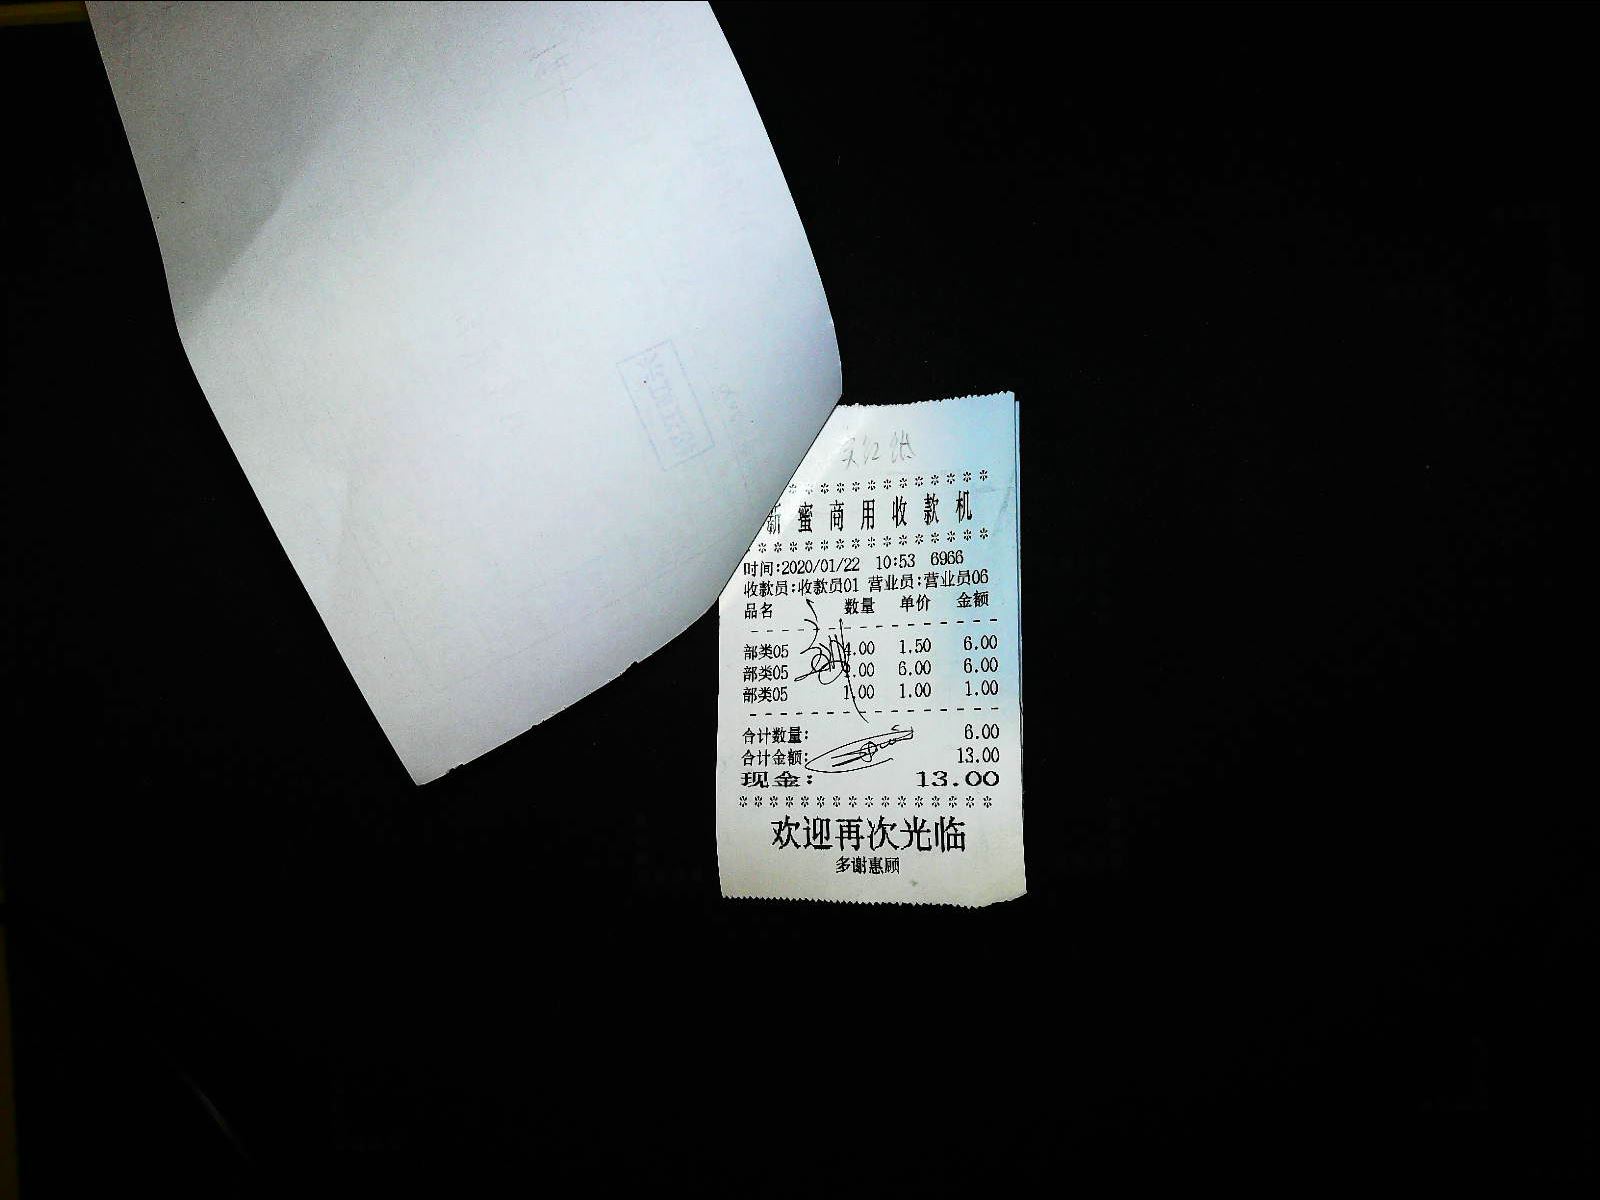 * * * * * * * * * * * * *
新蜜商用收款机
* * * * * * * * * * * * * * * *
时间:2020/01/22 10:53 6966
收款员:收款员01 营业员:营业员06
品名 数量 单价 金额
部类05 4.00 1.50 6.00
部类05 .00 6.00 6.00
部类05 1.00 1.00 1.00
合计数量: 6.00
合计金额: 13.00
现金: 13.00
* * * * * * * * * * * * * * * * *
欢迎再次光临
多谢惠顾